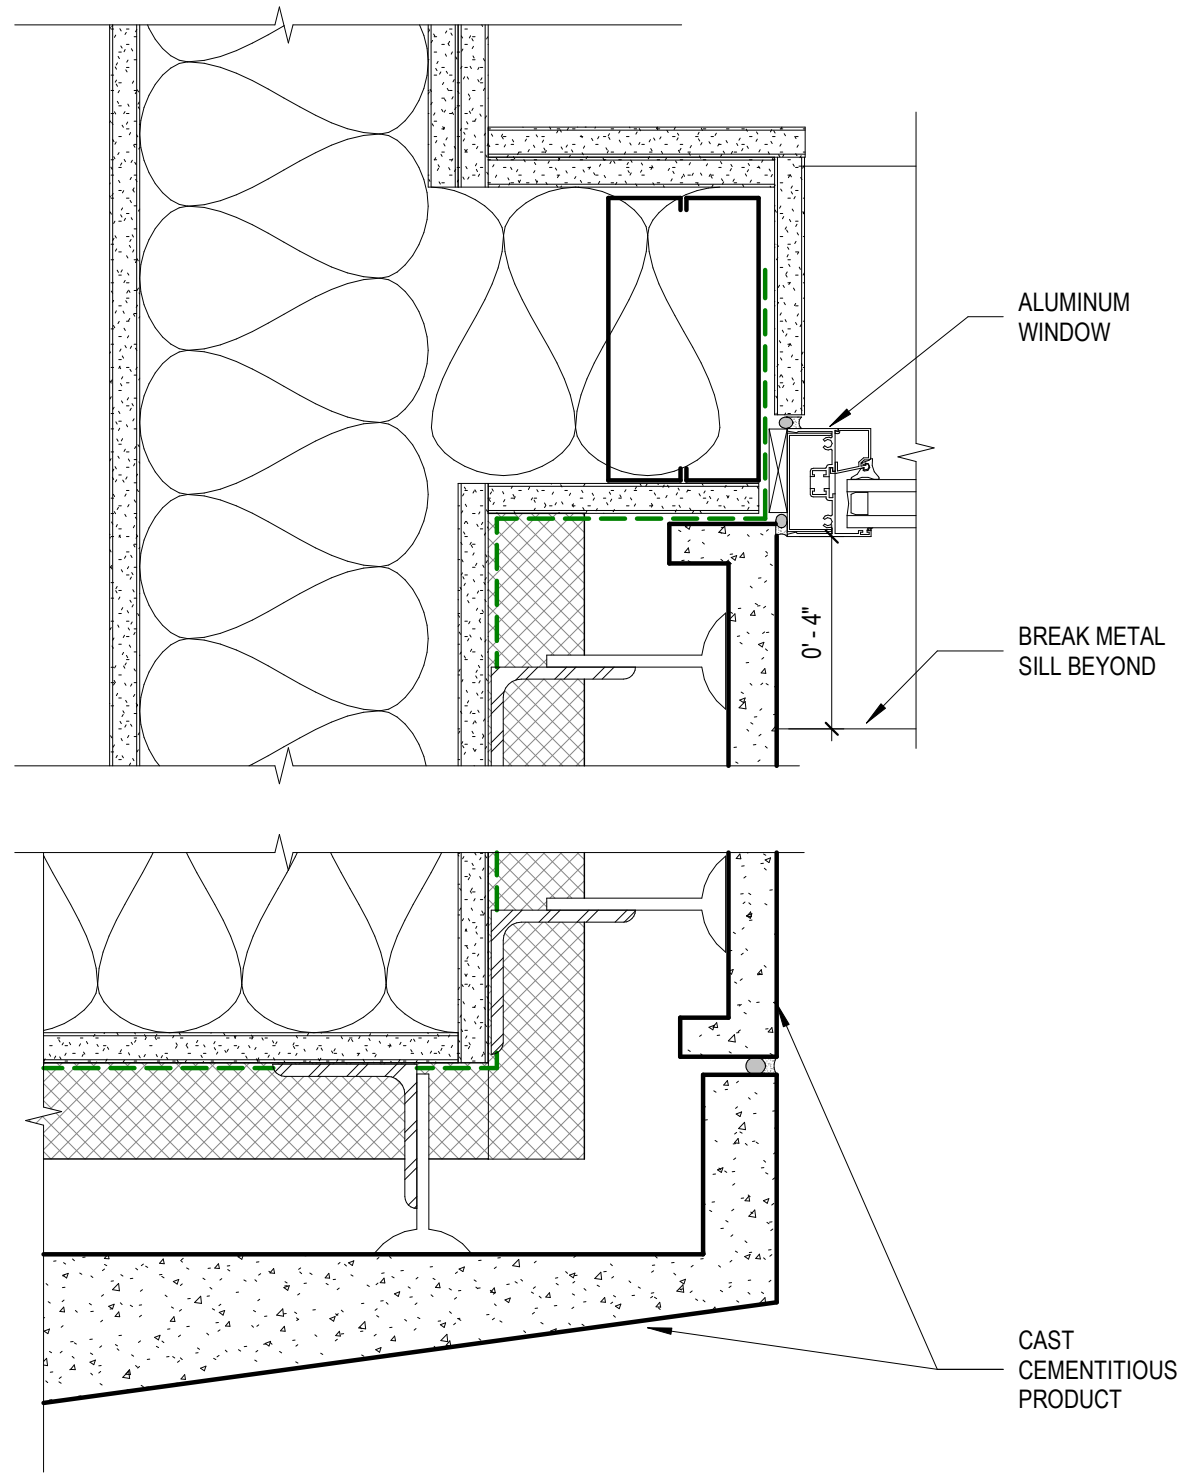 ALUMINUM
WINDOW
0' - 4"
BREAK METAL
SILL BEYOND
CAST
CEMENTITIOUS
PRODUCT